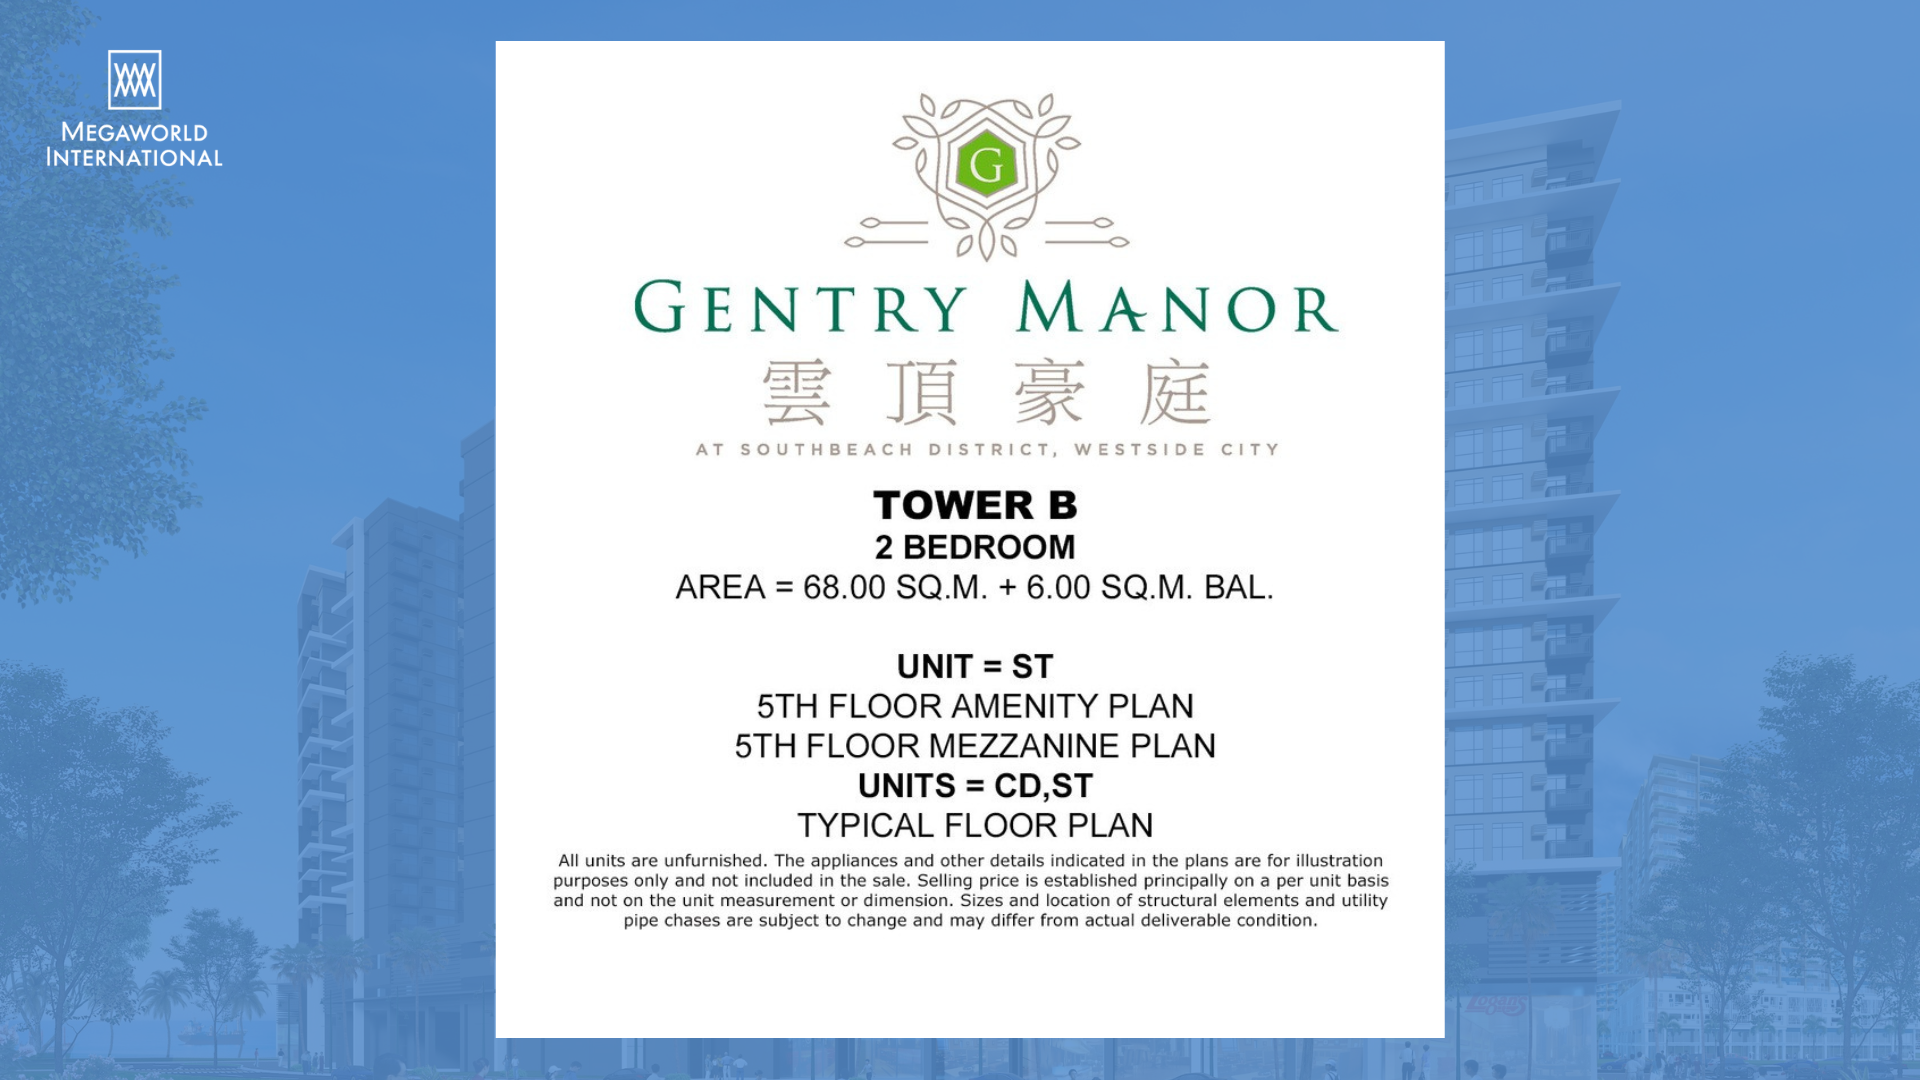 MEGAWORLD
INTERNATIONAL
G
GENTRY MANOR
雲頂豪庭
AT SOUTHBEACH DISTRICT, WESTSIDE CITY
TOWER B
2 BEDROOM
AREA = 68.00 SQ.M. + 6.00 SQ.M. BAL.
UNIT = ST
5TH FLOOR AMENITY PLAN
5TH FLOOR MEZZANINE PLAN
UNITS = CD,ST
TYPICAL FLOOR PLAN
All units are unfurnished. The appliances and other details indicated in the plans are for illustration
purposes only and not included in the sale. Selling price is established principally on a per unit basis
and not on the unit measurement or dimension. Sizes and location of structural elements and utility
pipe chases are subject to change and may differ from actual deliverable condition.